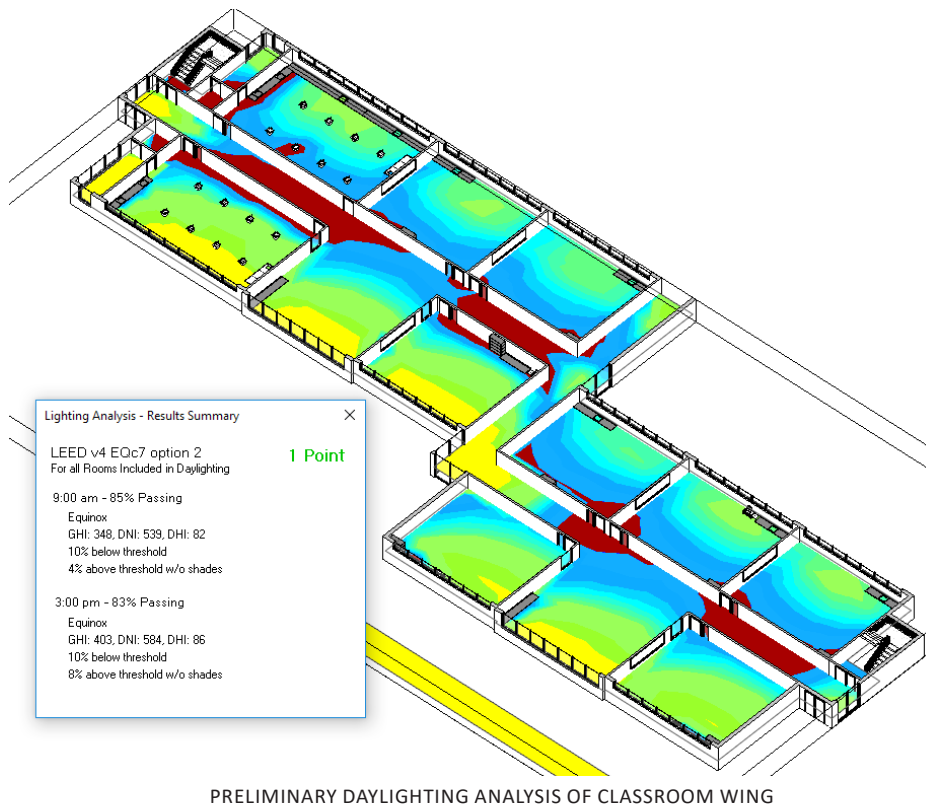 Lighting Analysis - Results Summary
LEED v4 EQc7 option 2
1 Point
For all Rooms Included in Daylighting
9:00 am - 85% Passing
Equinox
GHI: 348, DNI: 539, DHI: 82
10% below threshold
4% above threshold w/o shades
3:00 pm - 83% Passing
Equinox
GHI: 403, DNI: 584, DHI: 86
10% below threshold
8% above threshold w/o shades
PRELIMINARY DAYLIGHTING ANALYSIS OF CLASSROOM WING